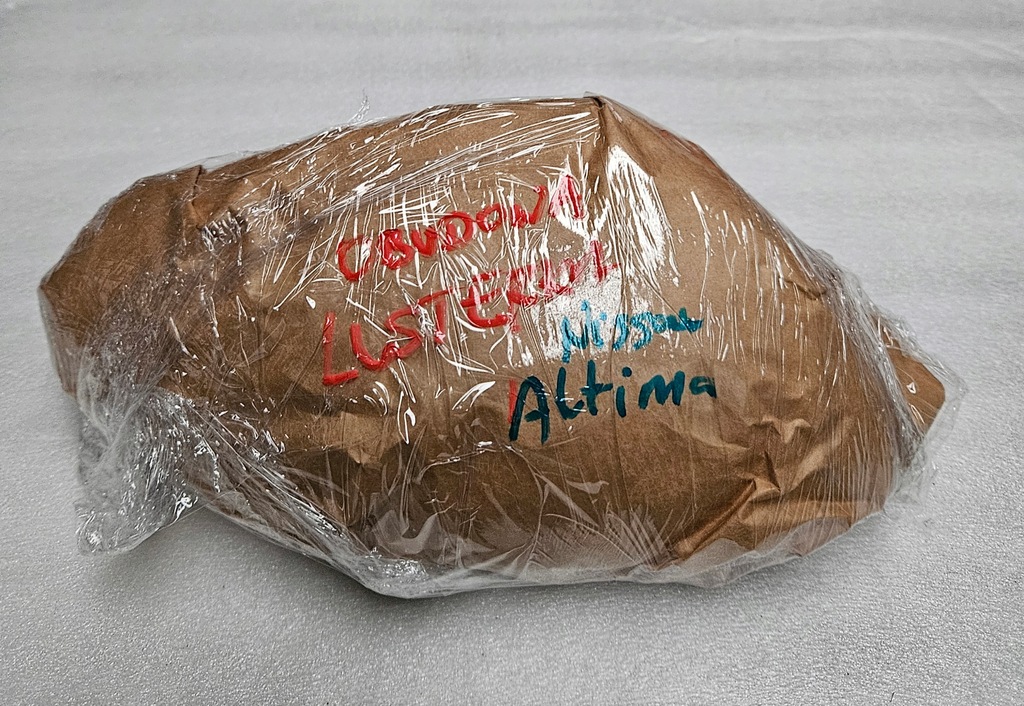 OBUDOWA
LUSTERKA
Nissan
Altima